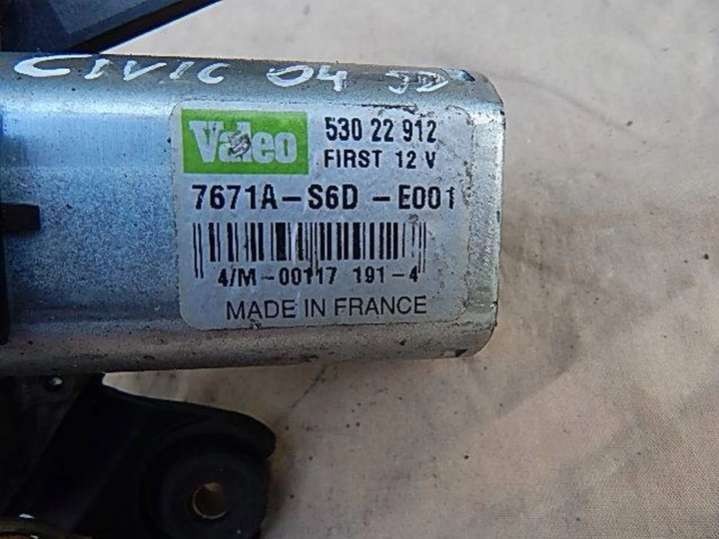 CIVIC 04 5D
Valeo
530 22 912
FIRST 12 V
7671A-S6D-E001
4/M-00117 191-4
MADE IN FRANCE